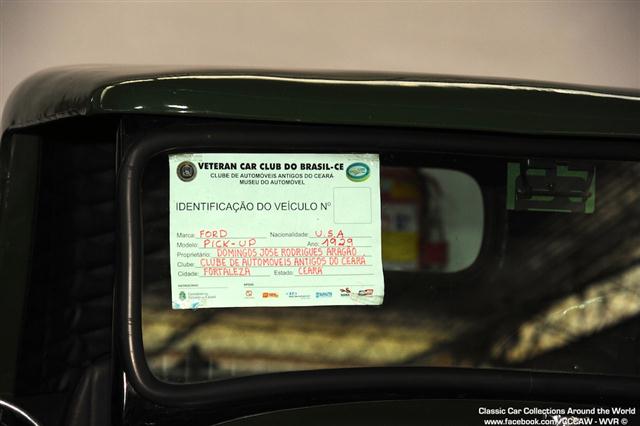 VETERAN CAR CLUB DO BRASIL-CE
CLUBE DE AUTOMÓVEIS ANTIGOS DO CEARÁ
MUSEU DO AUTOMÓVEL
IDENTIFICAÇÃO DO VEÍCULO Nº
Marca: FORD Nacionalidade: U.S.A
Modelo: PICK-UP Ano: 1929
Proprietário: DOMINGOS JOSE RODRIGUES ARAGÃO
Clube: CLUBE DE AUTOMOVEIS ANTIGOS DO CEARA
Cidade: FORTALEZA Estado: CEARA
Classic Car Collections Around the World
www.facebook.com/CCCAW - WVR ©